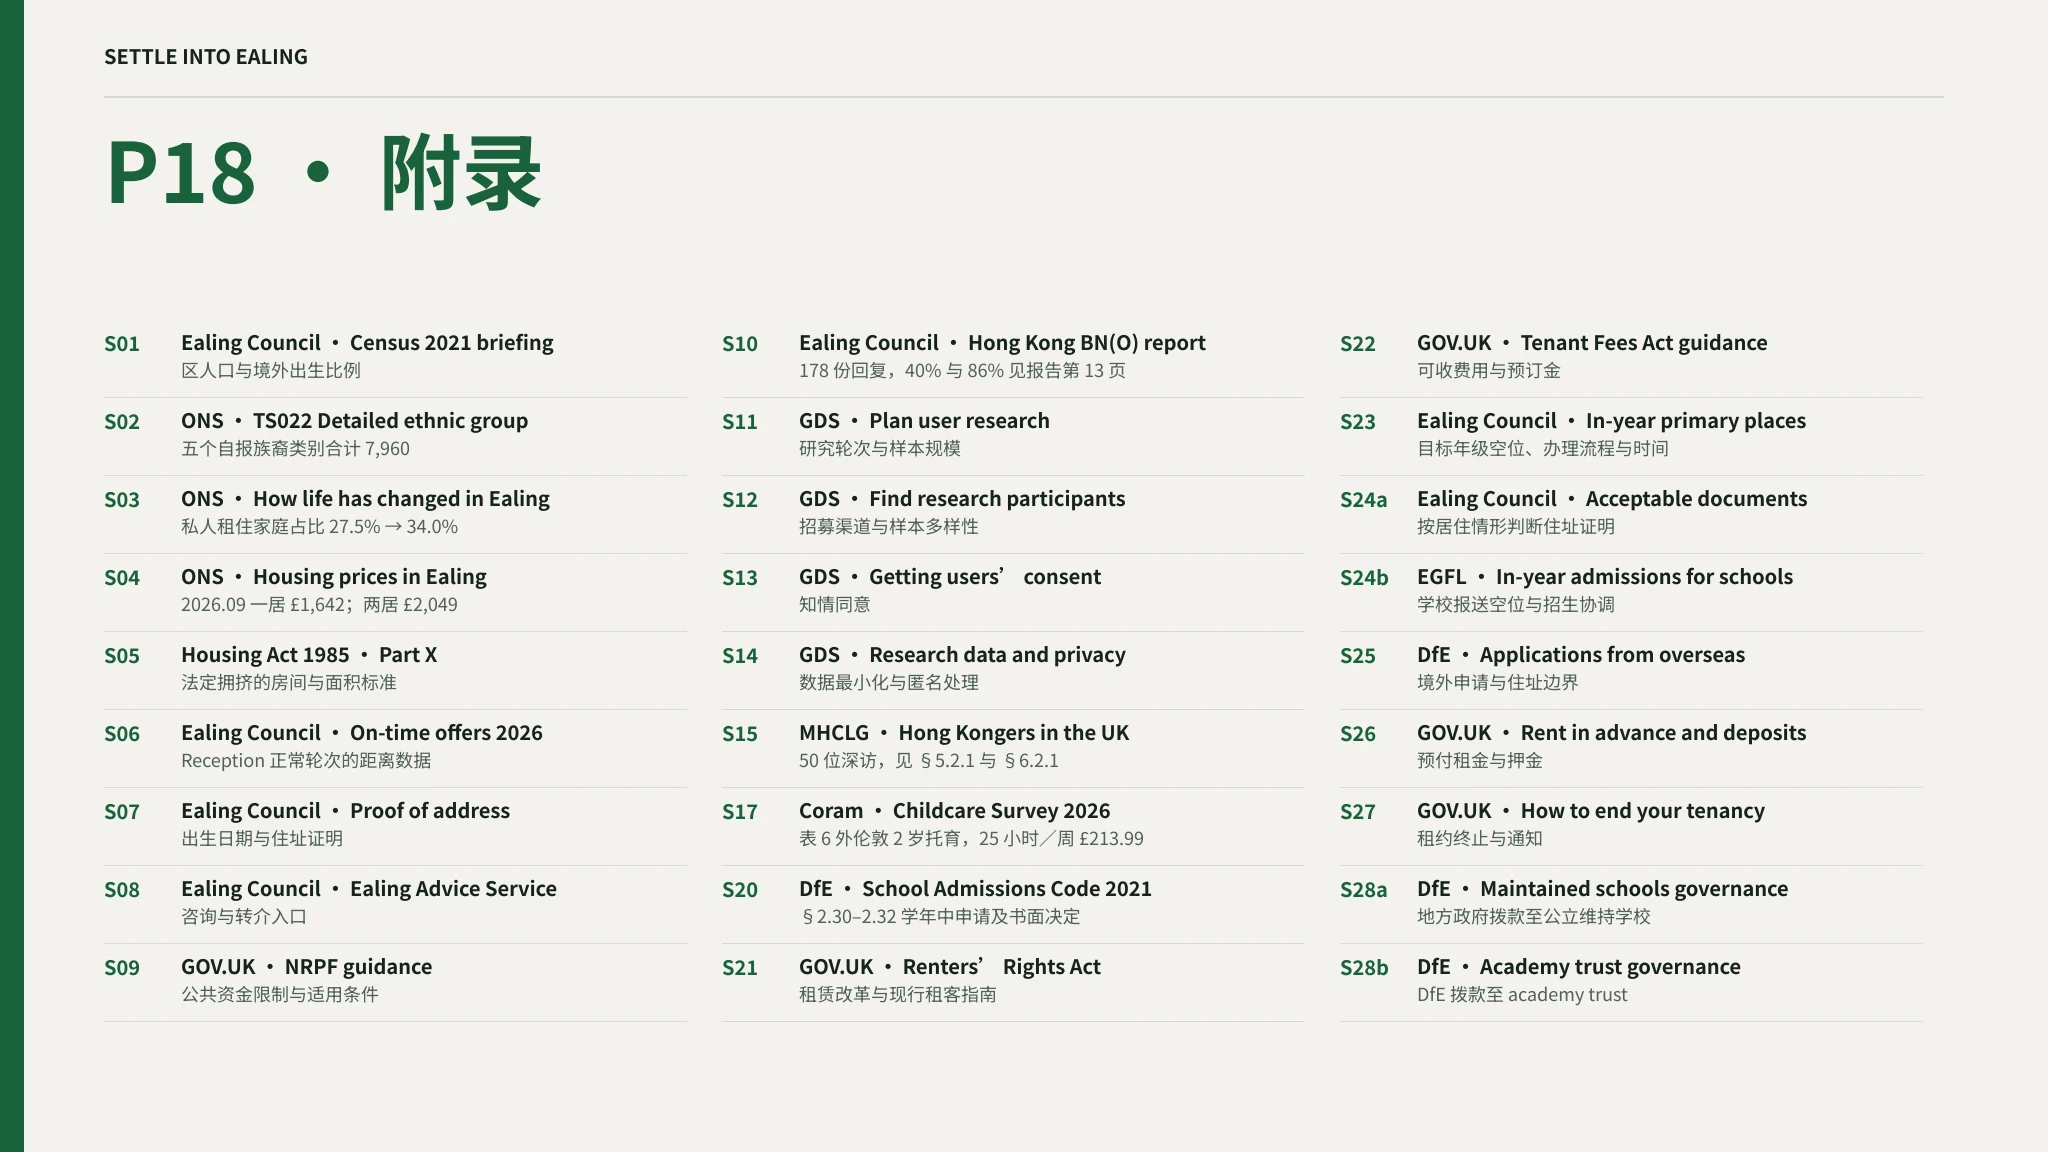 SETTLE INTO EALING
P18 · 附录
S01 Ealing Council · Census 2021 briefing
区人口与境外出生比例
S02 ONS · TS022 Detailed ethnic group
五个自报族裔类别合计 7,960
S03 ONS · How life has changed in Ealing
私人租住家庭占比 27.5% → 34.0%
S04 ONS · Housing prices in Ealing
2026.09 一居 £1,642；两居 £2,049
S05 Housing Act 1985 · Part X
法定拥挤的房间与面积标准
S06 Ealing Council · On-time offers 2026
Reception 正常轮次的距离数据
S07 Ealing Council · Proof of address
出生日期与住址证明
S08 Ealing Council · Ealing Advice Service
咨询与转介入口
S09 GOV.UK · NRPF guidance
公共资金限制与适用条件
S10 Ealing Council · Hong Kong BN(O) report
178 份回复，40% 与 86% 见报告第 13 页
S11 GDS · Plan user research
研究轮次与样本规模
S12 GDS · Find research participants
招募渠道与样本多样性
S13 GDS · Getting users’ consent
知情同意
S14 GDS · Research data and privacy
数据最小化与匿名处理
S15 MHCLG · Hong Kongers in the UK
50 位深访，见 §5.2.1 与 §6.2.1
S17 Coram · Childcare Survey 2026
表 6 外伦敦 2 岁托育，25 小时／周 £213.99
S20 DfE · School Admissions Code 2021
§2.30–2.32 学年中申请及书面决定
S21 GOV.UK · Renters’ Rights Act
租赁改革与现行租客指南
S22 GOV.UK · Tenant Fees Act guidance
可收费用与预订金
S23 Ealing Council · In-year primary places
目标年级空位、办理流程与时间
S24a Ealing Council · Acceptable documents
按居住情形判断住址证明
S24b EGFL · In-year admissions for schools
学校报送空位与招生协调
S25 DfE · Applications from overseas
境外申请与住址边界
S26 GOV.UK · Rent in advance and deposits
预付租金与押金
S27 GOV.UK · How to end your tenancy
租约终止与通知
S28a DfE · Maintained schools governance
地方政府拨款至公立维持学校
S28b DfE · Academy trust governance
DfE 拨款至 academy trust